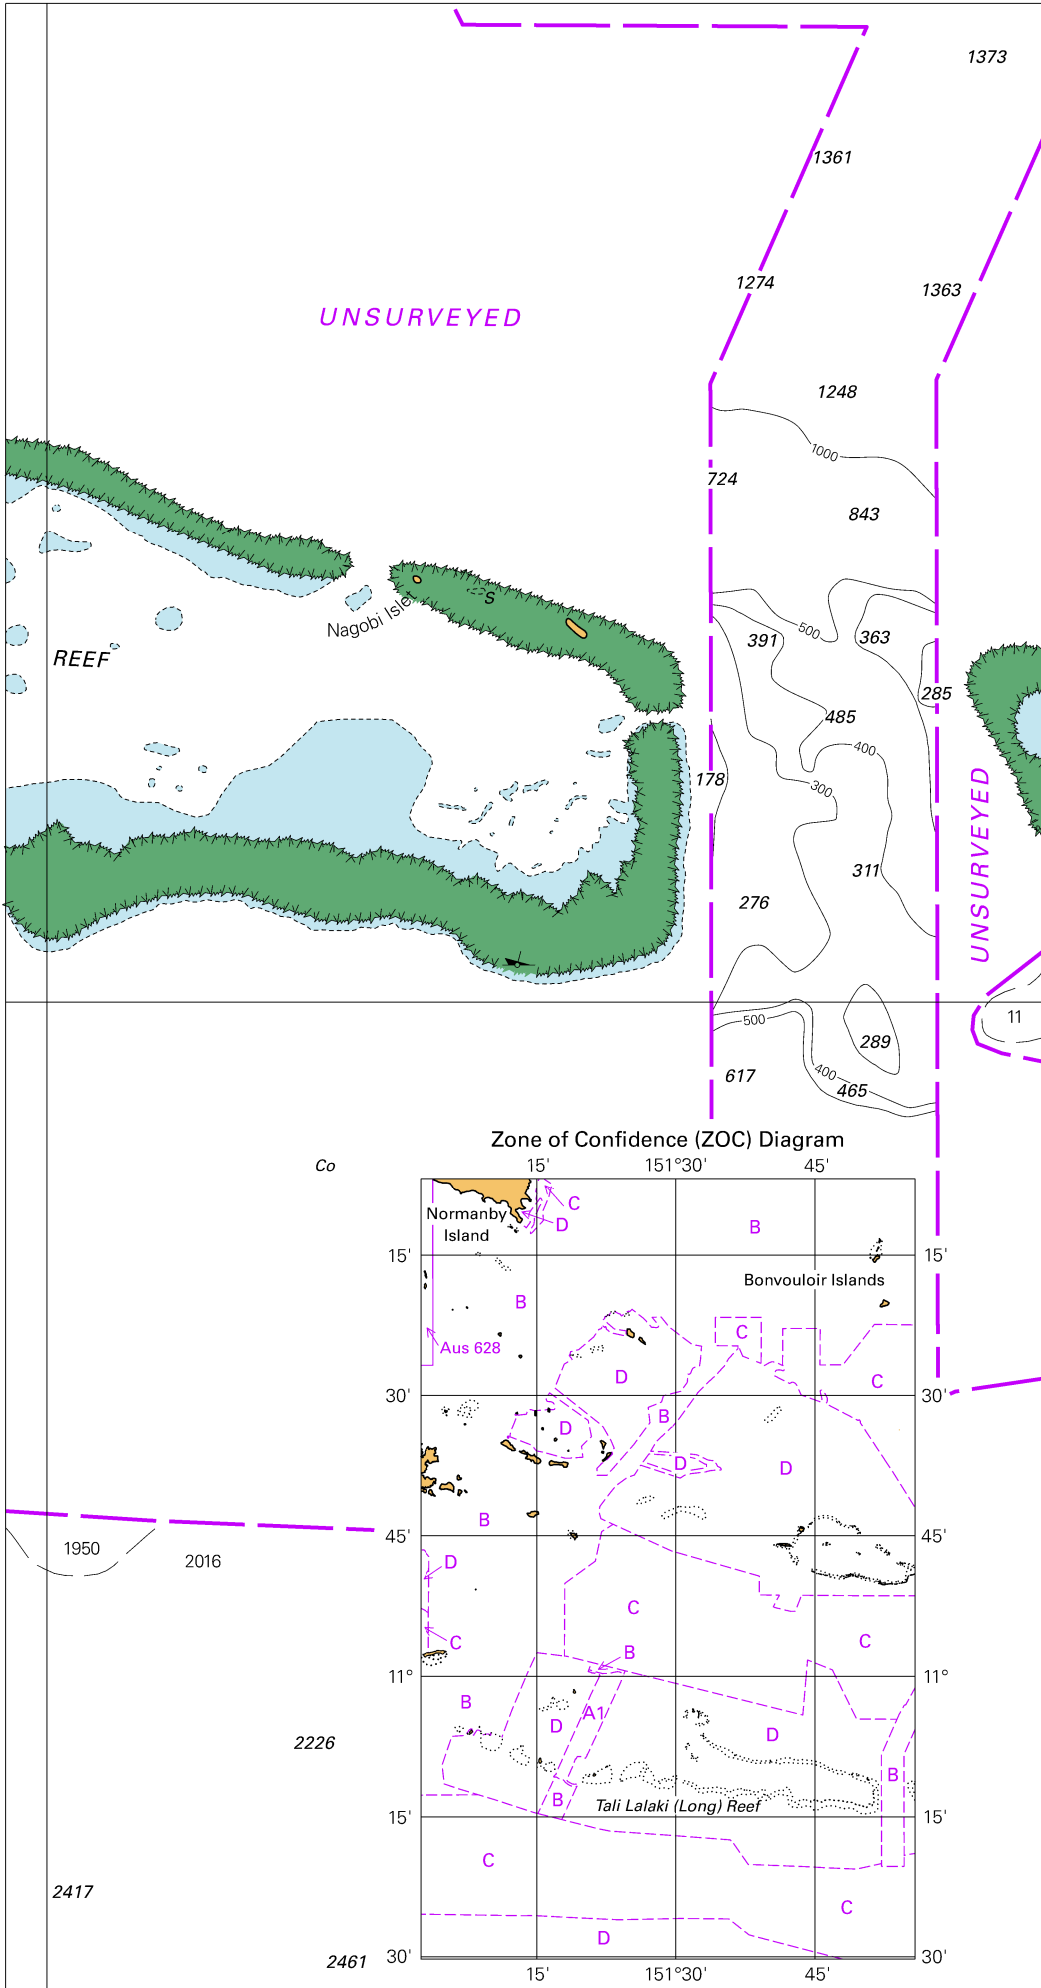 1373
1361
1274
1363
UNSURVEYED
1248
1000
724
843
S
Nagobi Islet
500
391
363
REEF
285
485
400
178
300
UNSURVEYED
311
276
11
500
289
400
617
465
Zone of Confidence (ZOC) Diagram
Co
15' 151°30' 45'
C
Normanby
Island
D
B
15' 15'
Bonvouloir Islands
B
C
Aus 628
D
C
30' 30'
B
D
D
D
B
45' 45'
1950
2016
D
C
C
C
B
11° 11°
B
A1
D
D
2226
B
B
Tali Lalaki (Long) Reef
15' 15'
C
2417
C
D
2461
30' 30'
15' 151°30' 45'